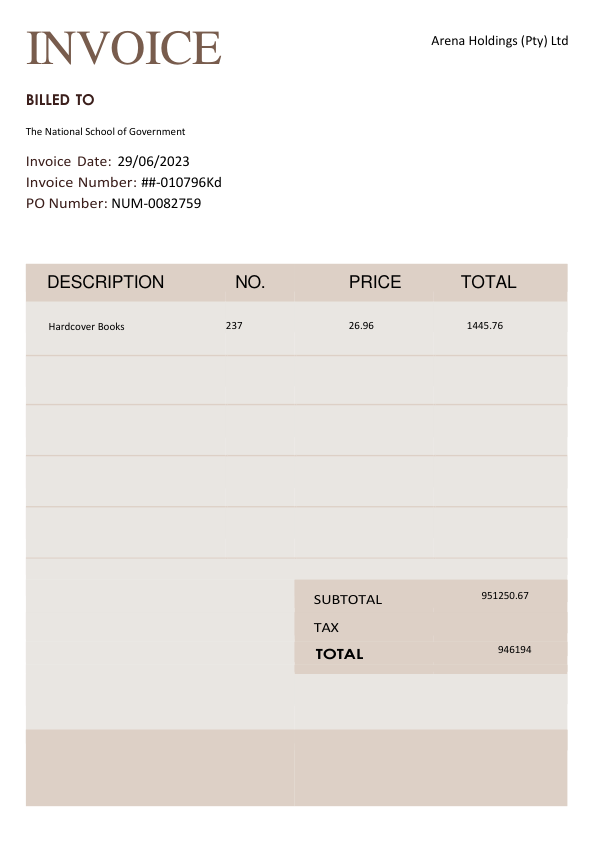 INVOICE
Arena Holdings (Pty) Ltd
BILLED TO
The National School of Government
Invoice Date: 29/06/2023
Invoice Number: ##-010796Kd
PO Number: NUM-0082759
DESCRIPTION NO. PRICE TOTAL
Hardcover Books 237 26.96 1445.76
SUBTOTAL 951250.67
TAX
TOTAL 946194